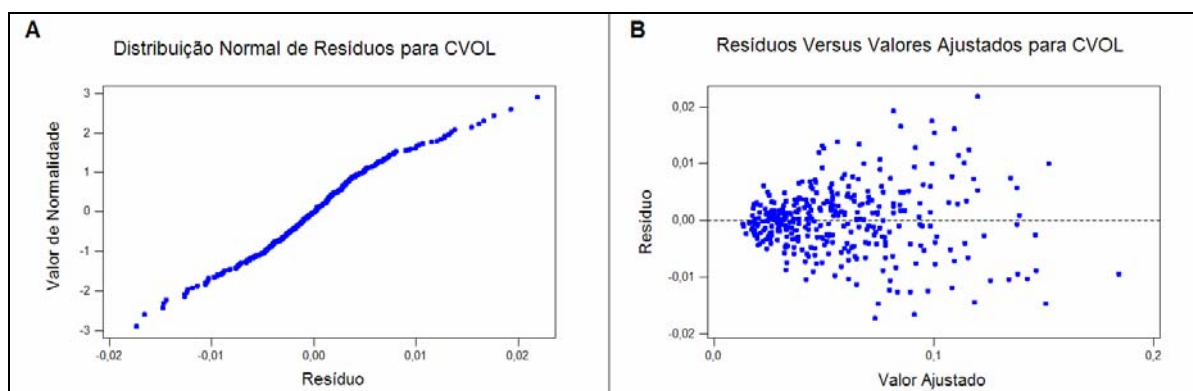 A
Distribuição Normal de Resíduos para CVOL
Valor de Normalidade
3
2
1
0
-1
-2
-3
-0,02
-0,01
0,00
0,01
0,02
Resíduo
B
Resíduos Versus Valores Ajustados para CVOL
Resíduo
0,02
0,01
0,00
-0,01
-0,02
0,0
0,1
0,2
Valor Ajustado